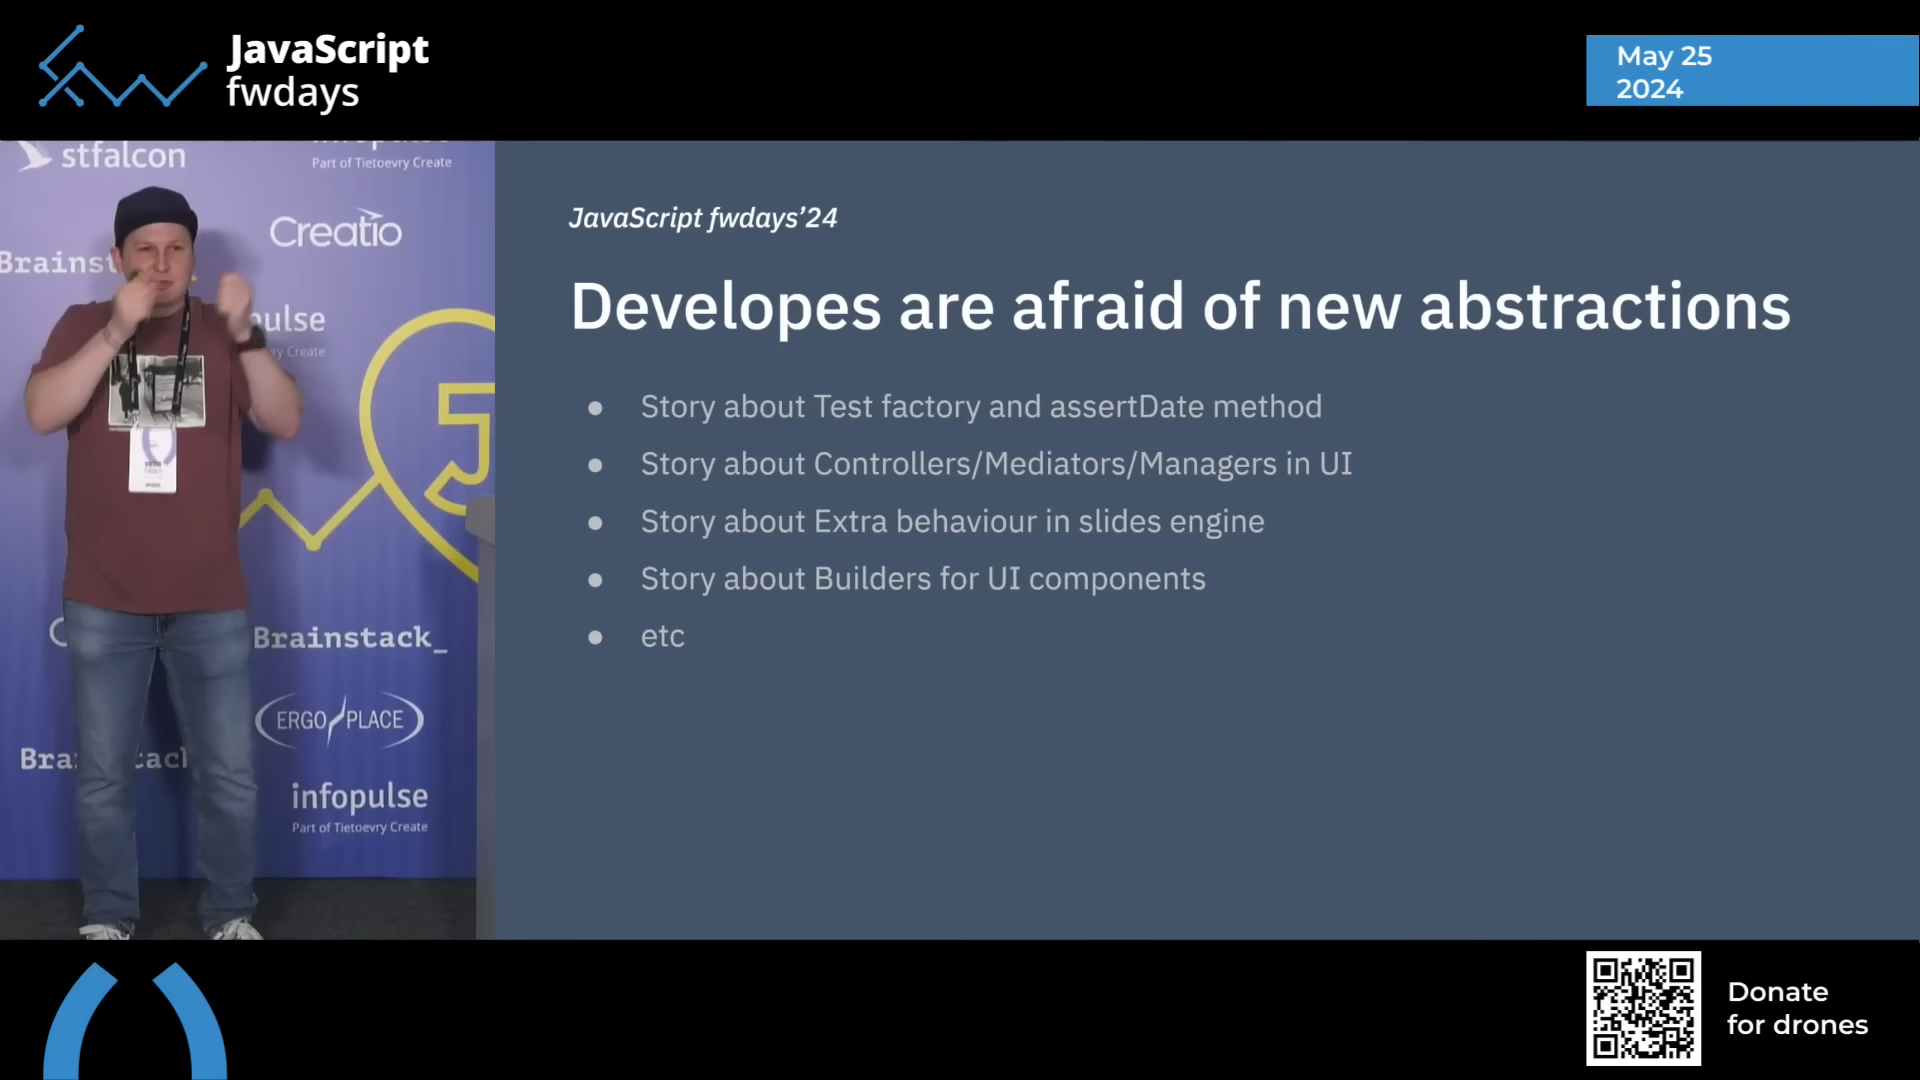 JavaScript
fwdays
May 25
2024
stfalcon
Part of Tietoevry Create
Creatio
JavaScript fwdays’24
Developes are afraid of new abstractions
● Story about Test factory and assertDate method
● Story about Controllers/Mediators/Managers in UI
● Story about Extra behaviour in slides engine
● Story about Builders for UI components
● etc
Brainstack_
ERGO PLACE
infopulse
Part of Tietoevry Create
Donate
for drones